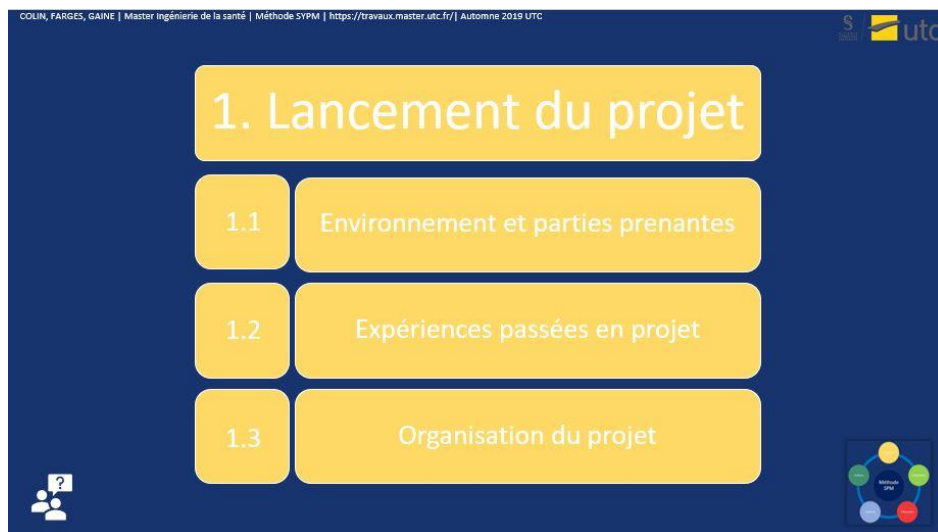 COLIN, FARGES, GAINE | Master Ingénierie de la santé | Méthode SYPM | https://travaux.master.utc.fr/| Automne 2019 UTC
utc
1. Lancement du projet
1.1
Environnement et parties prenantes
1.2
Expériences passées en projet
1.3
Organisation du projet
?
Méthode
SPM